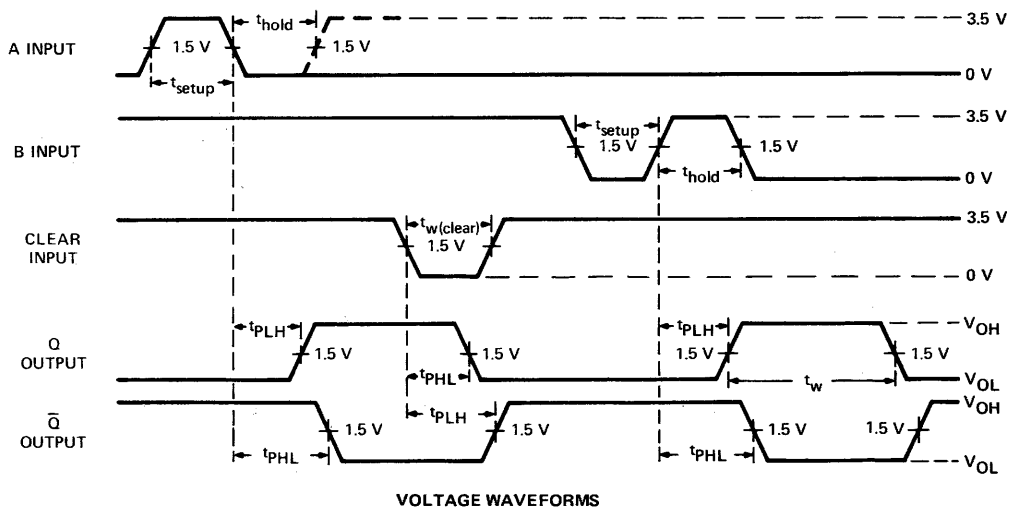 A INPUT
t_hold
1.5 V
1.5 V
t_setup
3.5 V
0 V
B INPUT
t_setup
1.5 V
1.5 V
t_hold
3.5 V
0 V
CLEAR
INPUT
t_w(clear)
1.5 V
3.5 V
0 V
Q
OUTPUT
t_PLH
1.5 V
t_PHL
1.5 V
t_PLH
1.5 V
t_w
1.5 V
V_OH
V_OL
Q̅
OUTPUT
t_PHL
1.5 V
t_PLH
1.5 V
t_PHL
1.5 V
1.5 V
V_OH
V_OL
VOLTAGE WAVEFORMS